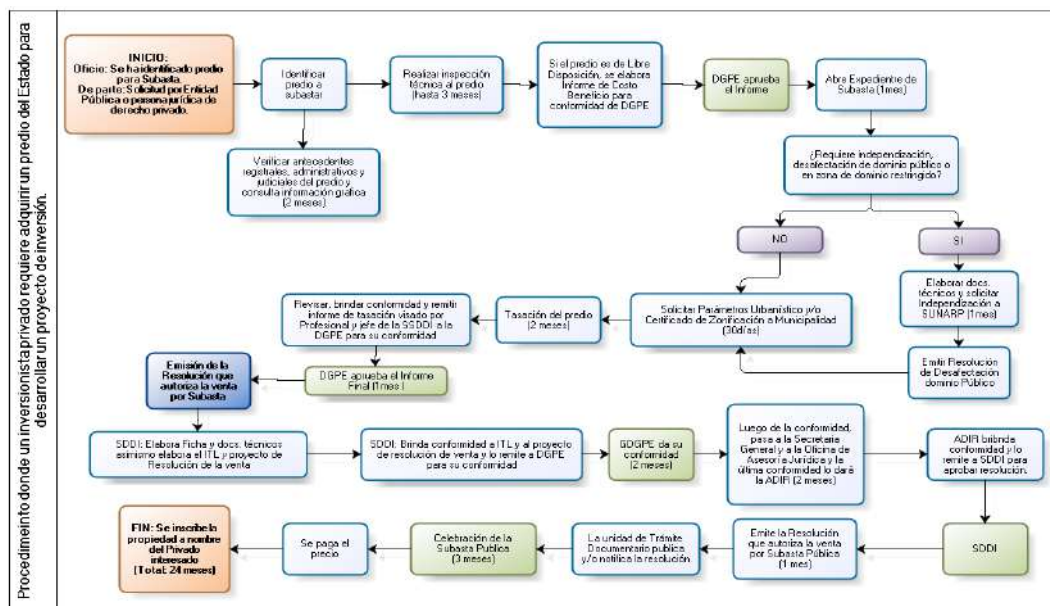 Procedimeinto donde un inversionista privado requiere adquirir un predio del Estado para
desarrollar un proyecto de inversión.
INICIO:
Oficio: Se ha identificado predio
para Subasta.
De parte: Solicitud por Entidad
Pública o persona jurídica de
derecho privado.
Identificar
predio a
subastar
Verificar antecedentes
registrales, administrativos y
judiciales del predio y
consulta información gráfica
(2 meses)
Realizar inspección
técnica al predio
(hasta 3 meses)
Si el predio es de Libre
Disposición, se elabora
Informe de Costo
Beneficio para
conformidad de DGPE
DGPE aprueba
el Informe
Abre Expediente de
Subasta (1mes)
¿Requiere independización,
desafectación de dominio público o
en zona de dominio restringido?
NO
SI
Elaborar docs.
técnicos y solicitar
Independización a
SUNARP (1mes)
Emitir Resolución
de Desafectación
dominio Público
Solicitar Parámetros Urbanístico y/o
Certificado de Zonificación a Municipalidad
(30días)
Tasación del predio
(2 meses)
Revisar, brindar conformidad y remitir
informe de tasación visado por
Profesional y jefe de la SSDDI a la
DGPE para su conformidad
DGPE aprueba el Informe
Final (1mes)
Emisión de la
Resolución que
autoriza la venta
por Subasta
SDDI: Elabora Ficha y docs. técnicos
asinismo elabora el ITL y proyecto de
Resolución de la venta
SDDI: Brinda conformidad a ITL y al proyecto
de resolución de venta y lo remite a DGPE
para su conformidad
GDGPE da su
conformidad
(2 meses)
Luego de la conformidad,
pasa a la Secretaria
General y a la Oficina de
Asesoría Jurídica y la
última conformidad lo dará
la ADIFI (2 meses)
ADIFI bribnda
conformidad y lo
remite a SDDI para
aprobar resolución.
SDDI
Emite la Resolución
que autoriza la venta
por Subasta Pública
(1 mes)
La unidad de Trámite
Documentario publica
y/o notifica la resolución
Celebración de la
Subasta Publica
(3 meses)
Se paga el
precio
FIN: Se inscribe la
propiedad a nombre
del Privado
interesado
(Total: 24 meses)